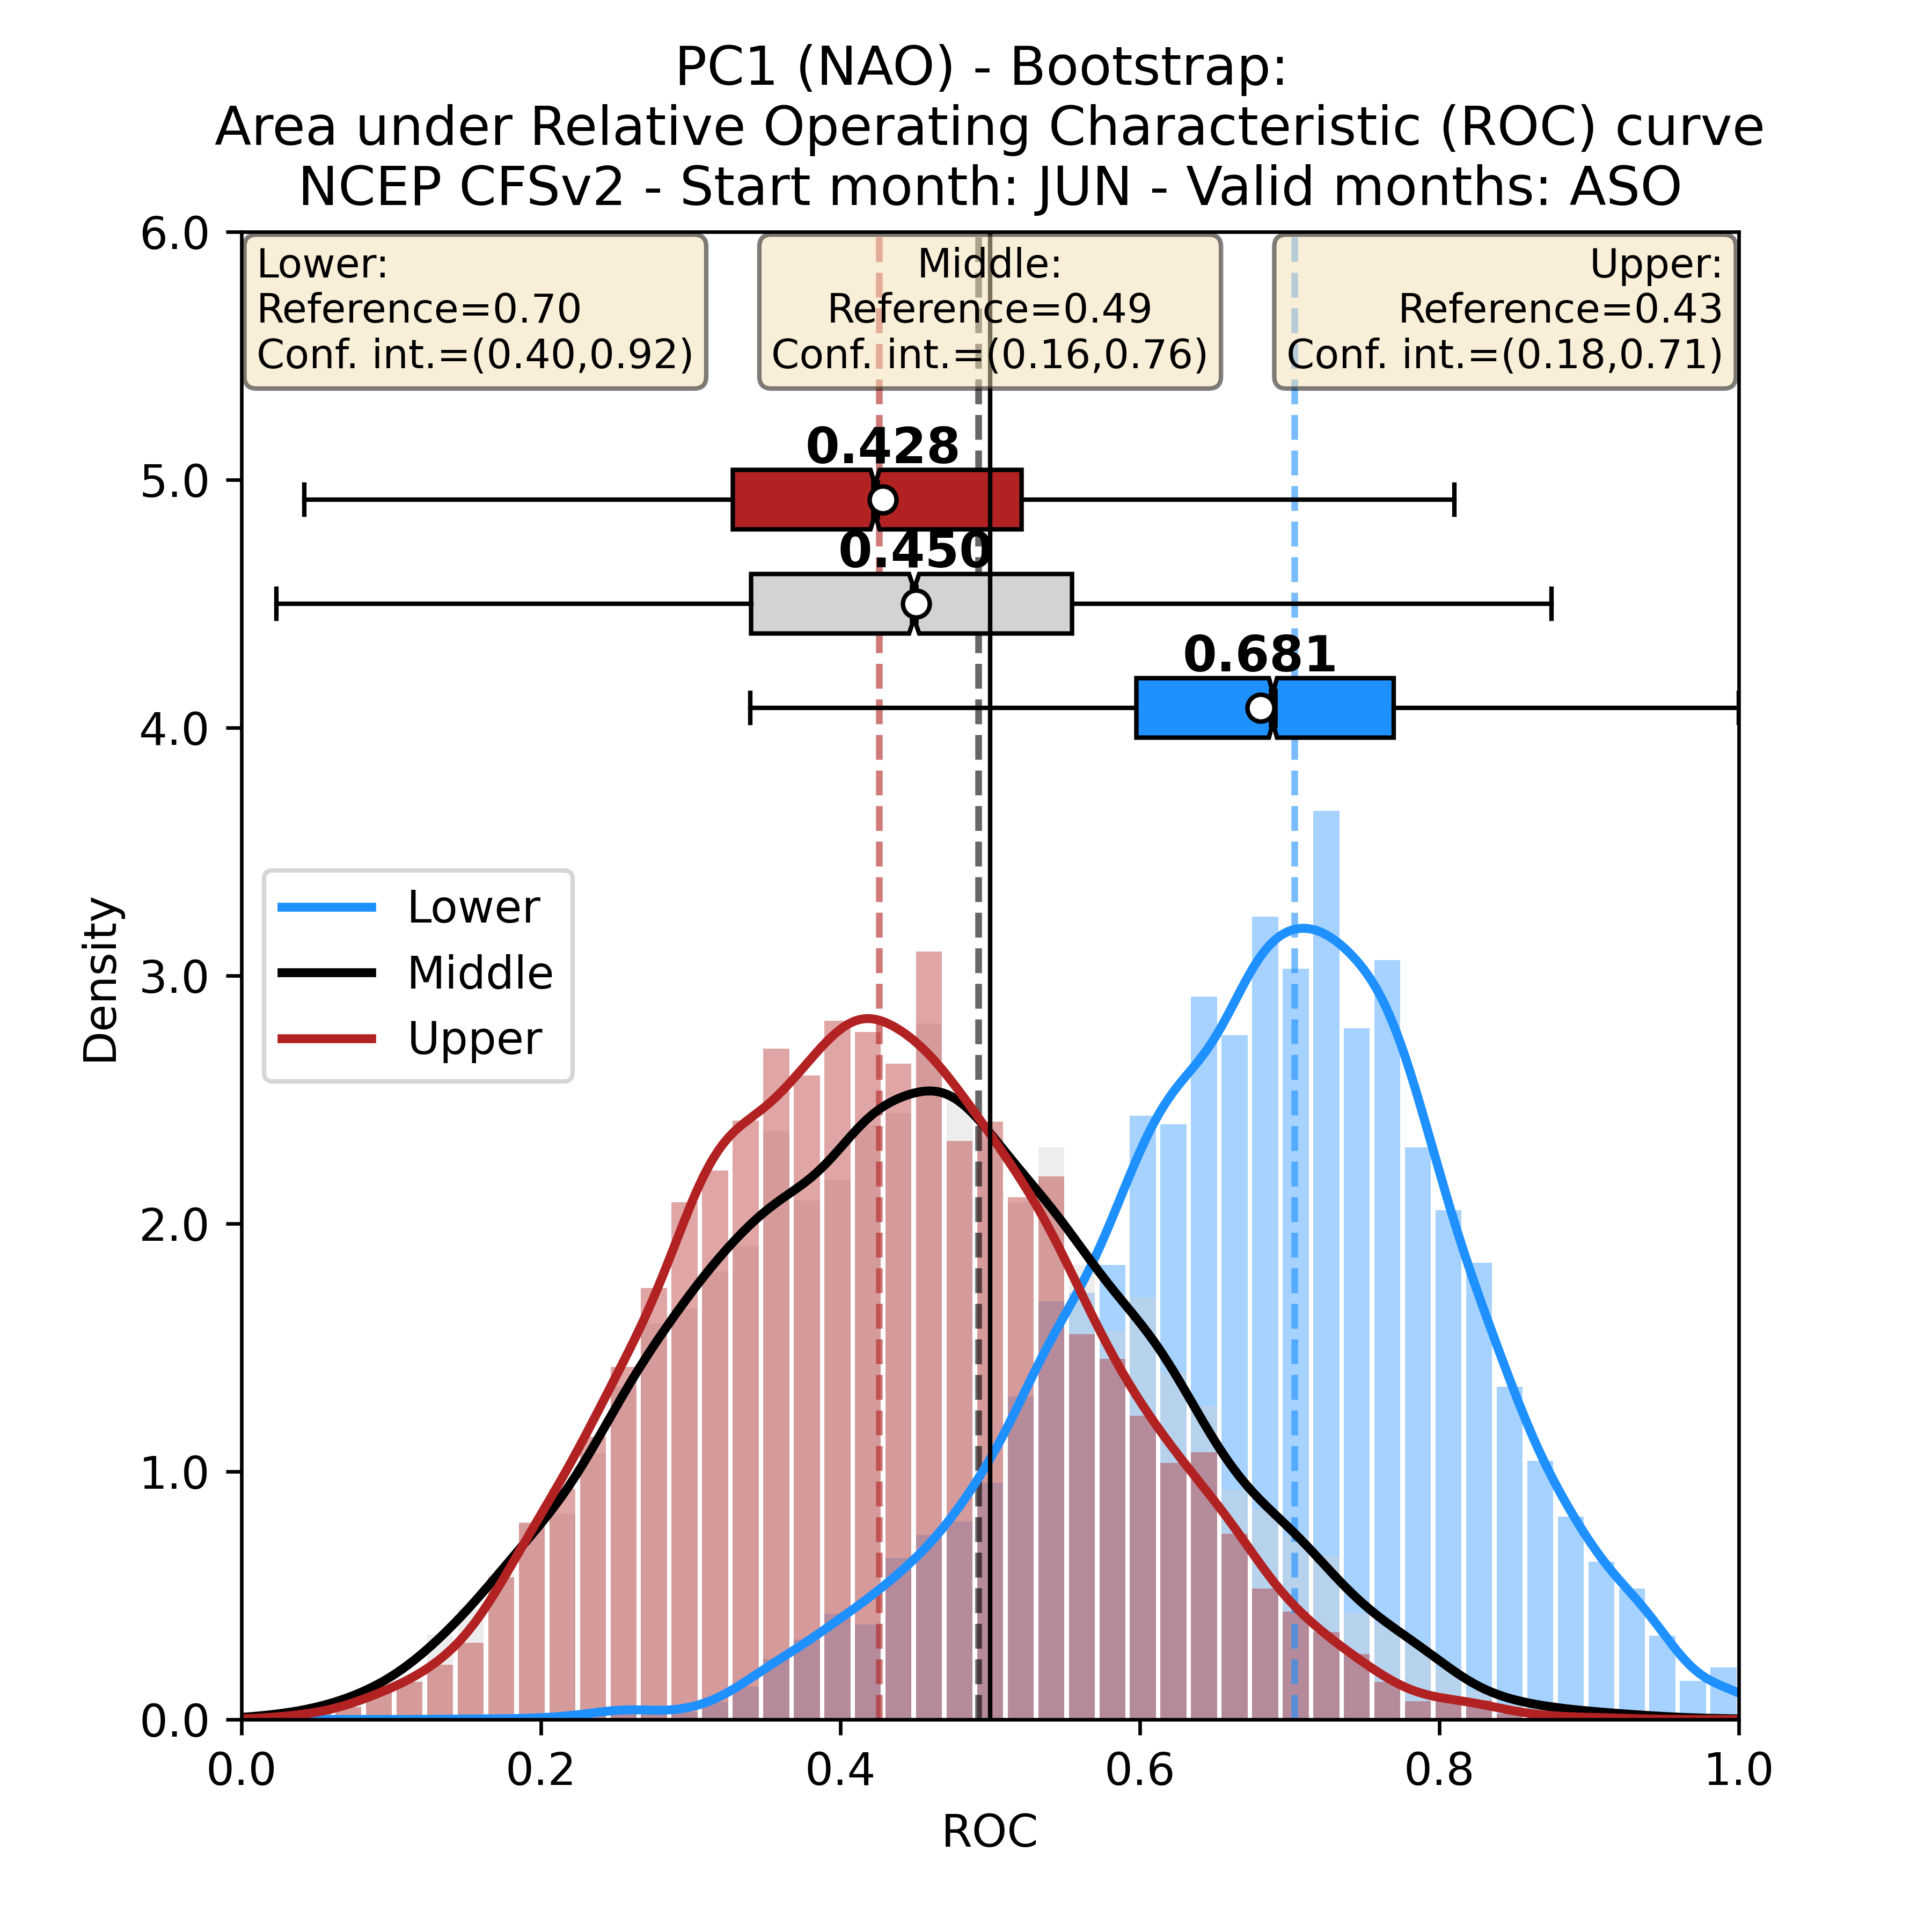 PC1 (NAO) - Bootstrap:
Area under Relative Operating Characteristic (ROC) curve
NCEP CFSv2 - Start month: JUN - Valid months: ASO
Lower:
Reference=0.70
Conf. int.=(0.40,0.92)
Middle:
Reference=0.49
Conf. int.=(0.16,0.76)
Upper:
Reference=0.43
Conf. int.=(0.18,0.71)
0.428
0.450
0.681
Lower
Middle
Upper
Density
6.0
5.0
4.0
3.0
2.0
1.0
0.0
0.0 0.2 0.4 0.6 0.8 1.0
ROC